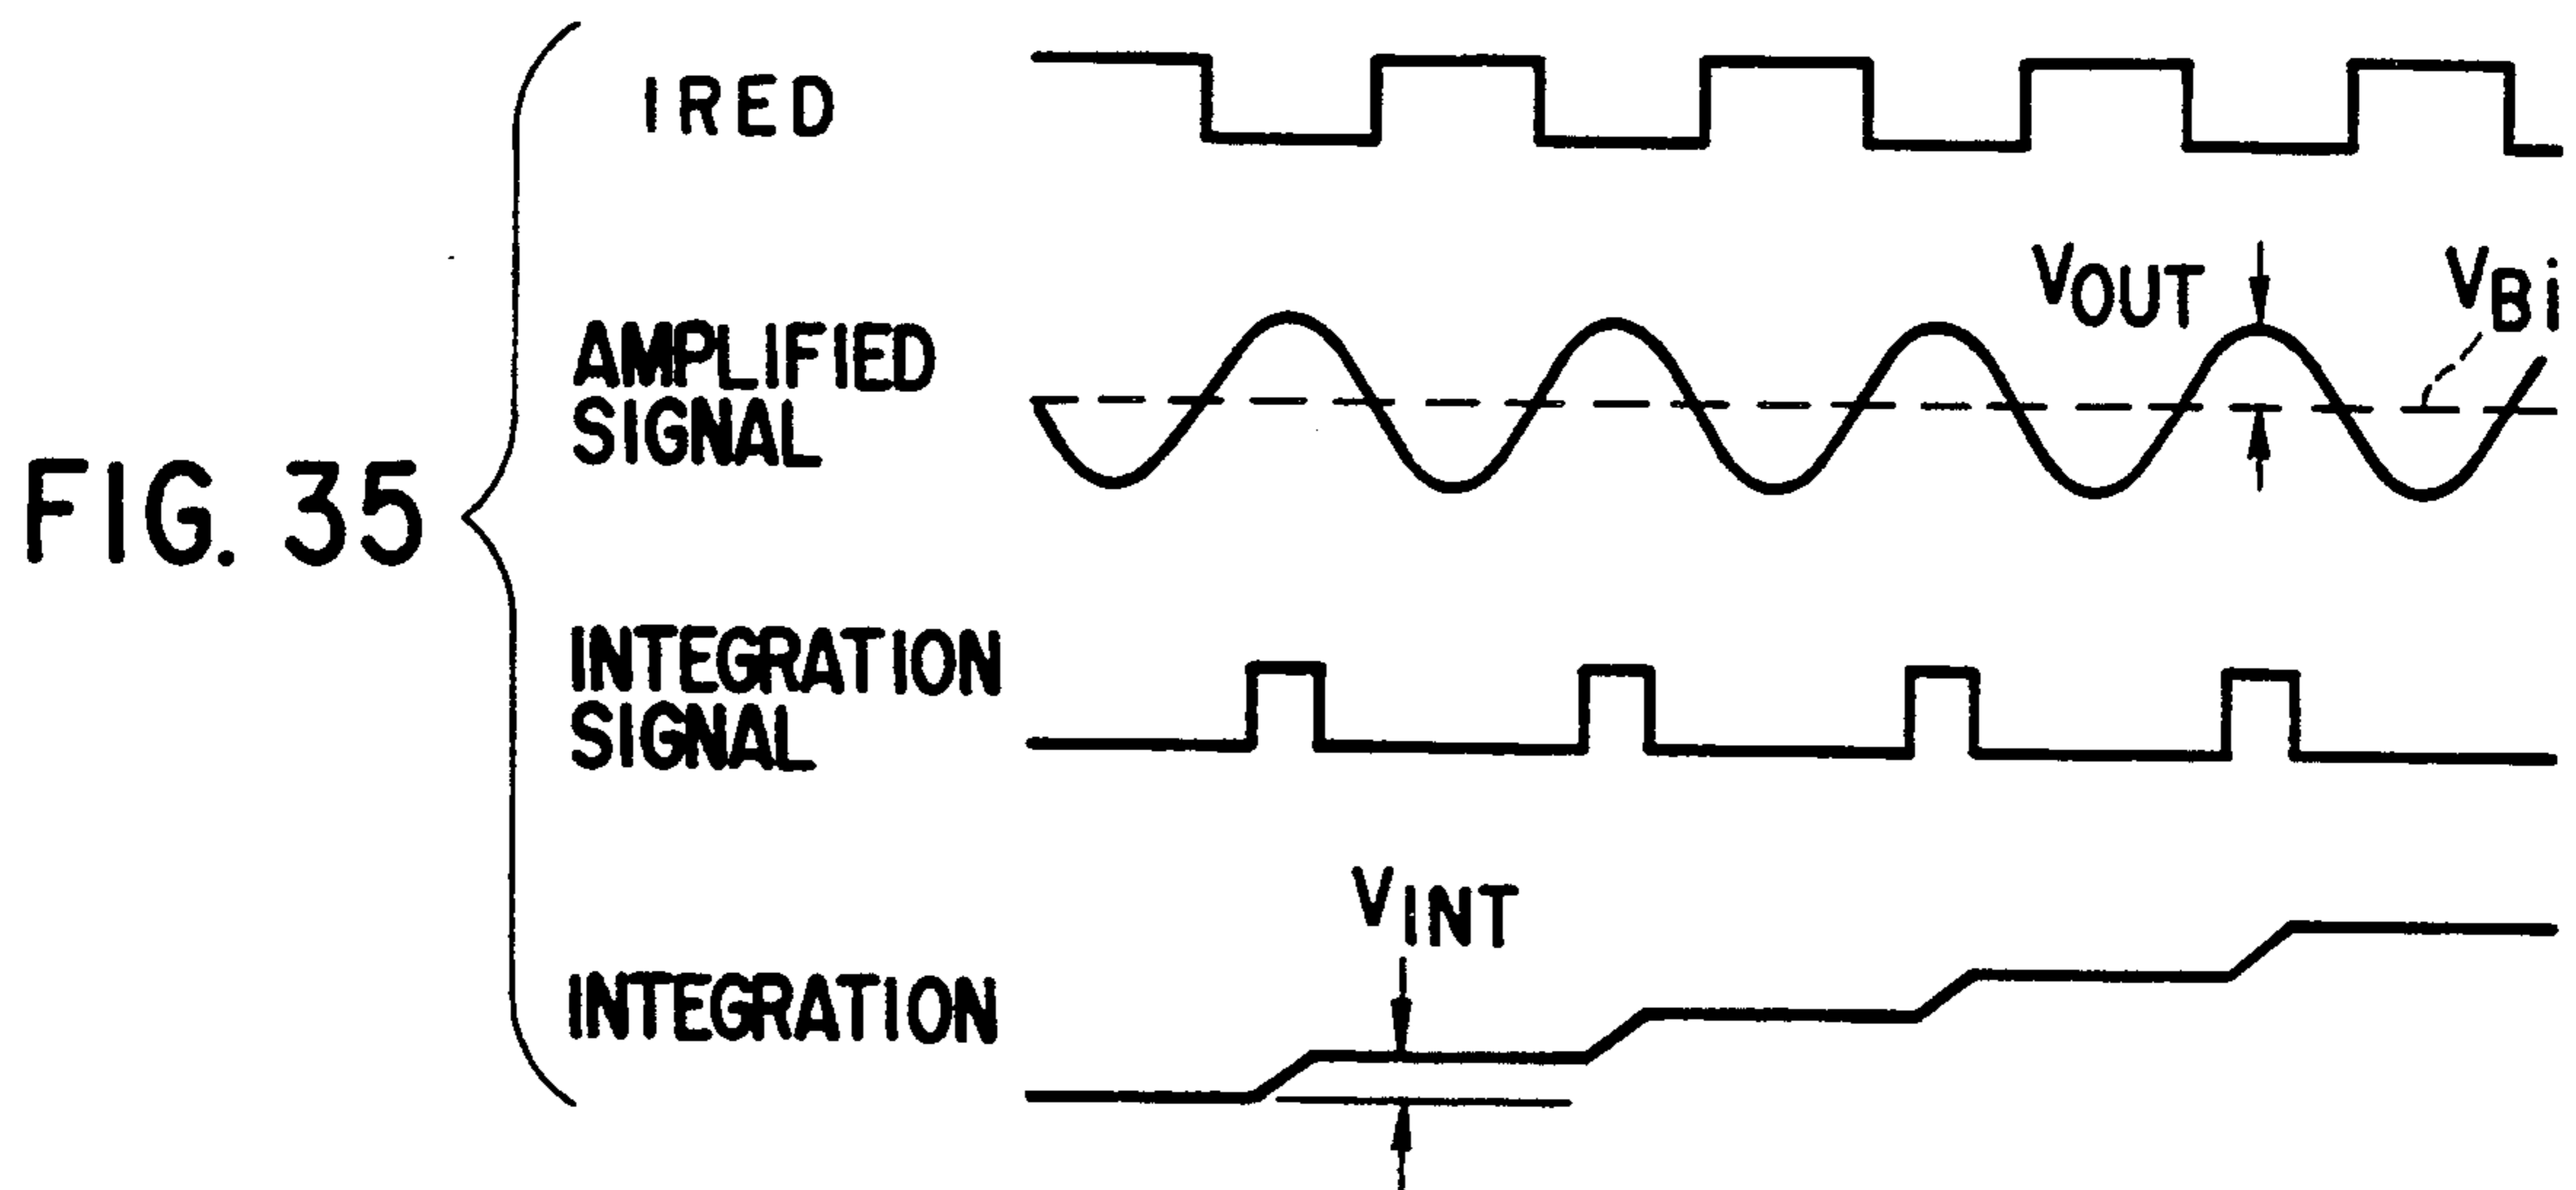 FIG. 35
IRED
AMPLIFIED
SIGNAL
VOUT
VBi
INTEGRATION
SIGNAL
VINT
INTEGRATION